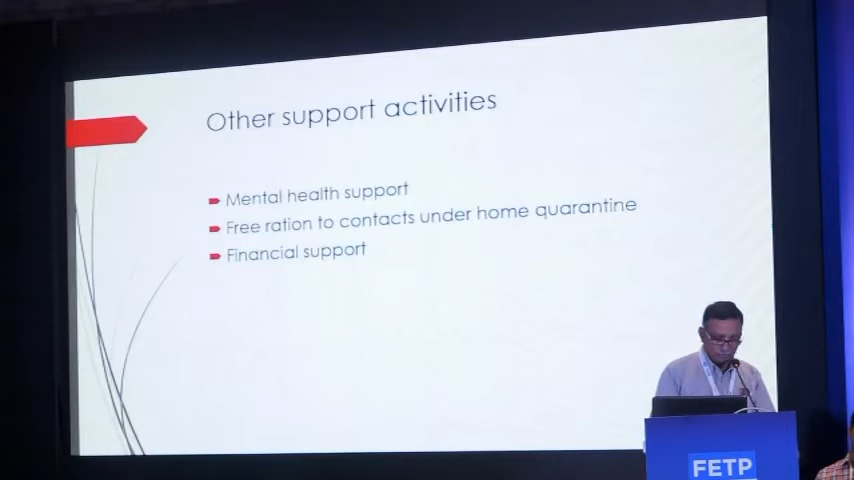 Other support activities
Mental health support
Free ration to contacts under home quarantine
Financial support
FETP